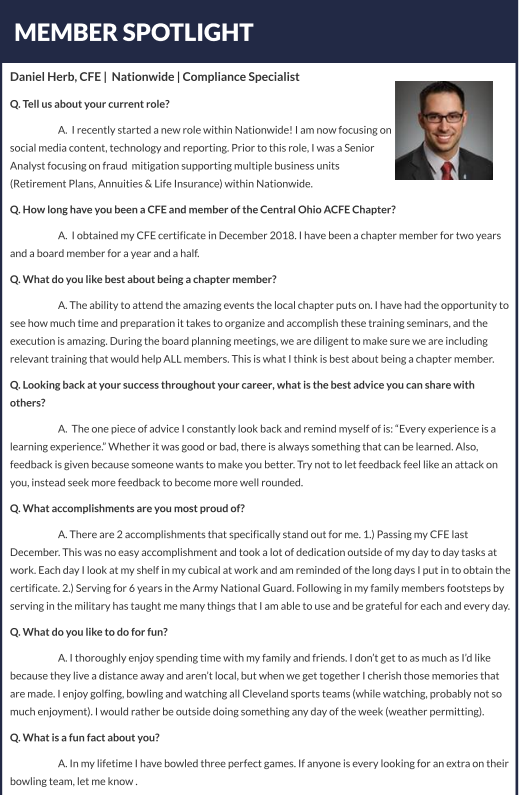 MEMBER SPOTLIGHT
Daniel Herb, CFE | Nationwide | Compliance Specialist
Q. Tell us about your current role?
A. I recently started a new role within Nationwide! I am now focusing on
social media content, technology and reporting. Prior to this role, I was a Senior
Analyst focusing on fraud mitigation supporting multiple business units
(Retirement Plans, Annuities & Life Insurance) within Nationwide.
Q. How long have you been a CFE and member of the Central Ohio ACFE Chapter?
A. I obtained my CFE certificate in December 2018. I have been a chapter member for two years
and a board member for a year and a half.
Q. What do you like best about being a chapter member?
A. The ability to attend the amazing events the local chapter puts on. I have had the opportunity to
see how much time and preparation it takes to organize and accomplish these training seminars, and the
execution is amazing. During the board planning meetings, we are diligent to make sure we are including
relevant training that would help ALL members. This is what I think is best about being a chapter member.
Q. Looking back at your success throughout your career, what is the best advice you can share with
others?
A. The one piece of advice I constantly look back and remind myself of is: “Every experience is a
learning experience.” Whether it was good or bad, there is always something that can be learned. Also,
feedback is given because someone wants to make you better. Try not to let feedback feel like an attack on
you, instead seek more feedback to become more well rounded.
Q. What accomplishments are you most proud of?
A. There are 2 accomplishments that specifically stand out for me. 1.) Passing my CFE last
December. This was no easy accomplishment and took a lot of dedication outside of my day to day tasks at
work. Each day I look at my shelf in my cubical at work and am reminded of the long days I put in to obtain the
certificate. 2.) Serving for 6 years in the Army National Guard. Following in my family members footsteps by
serving in the military has taught me many things that I am able to use and be grateful for each and every day.
Q. What do you like to do for fun?
A. I thoroughly enjoy spending time with my family and friends. I don’t get to as much as I’d like
because they live a distance away and aren’t local, but when we get together I cherish those memories that
are made. I enjoy golfing, bowling and watching all Cleveland sports teams (while watching, probably not so
much enjoyment). I would rather be outside doing something any day of the week (weather permitting).
Q. What is a fun fact about you?
A. In my lifetime I have bowled three perfect games. If anyone is every looking for an extra on their
bowling team, let me know .